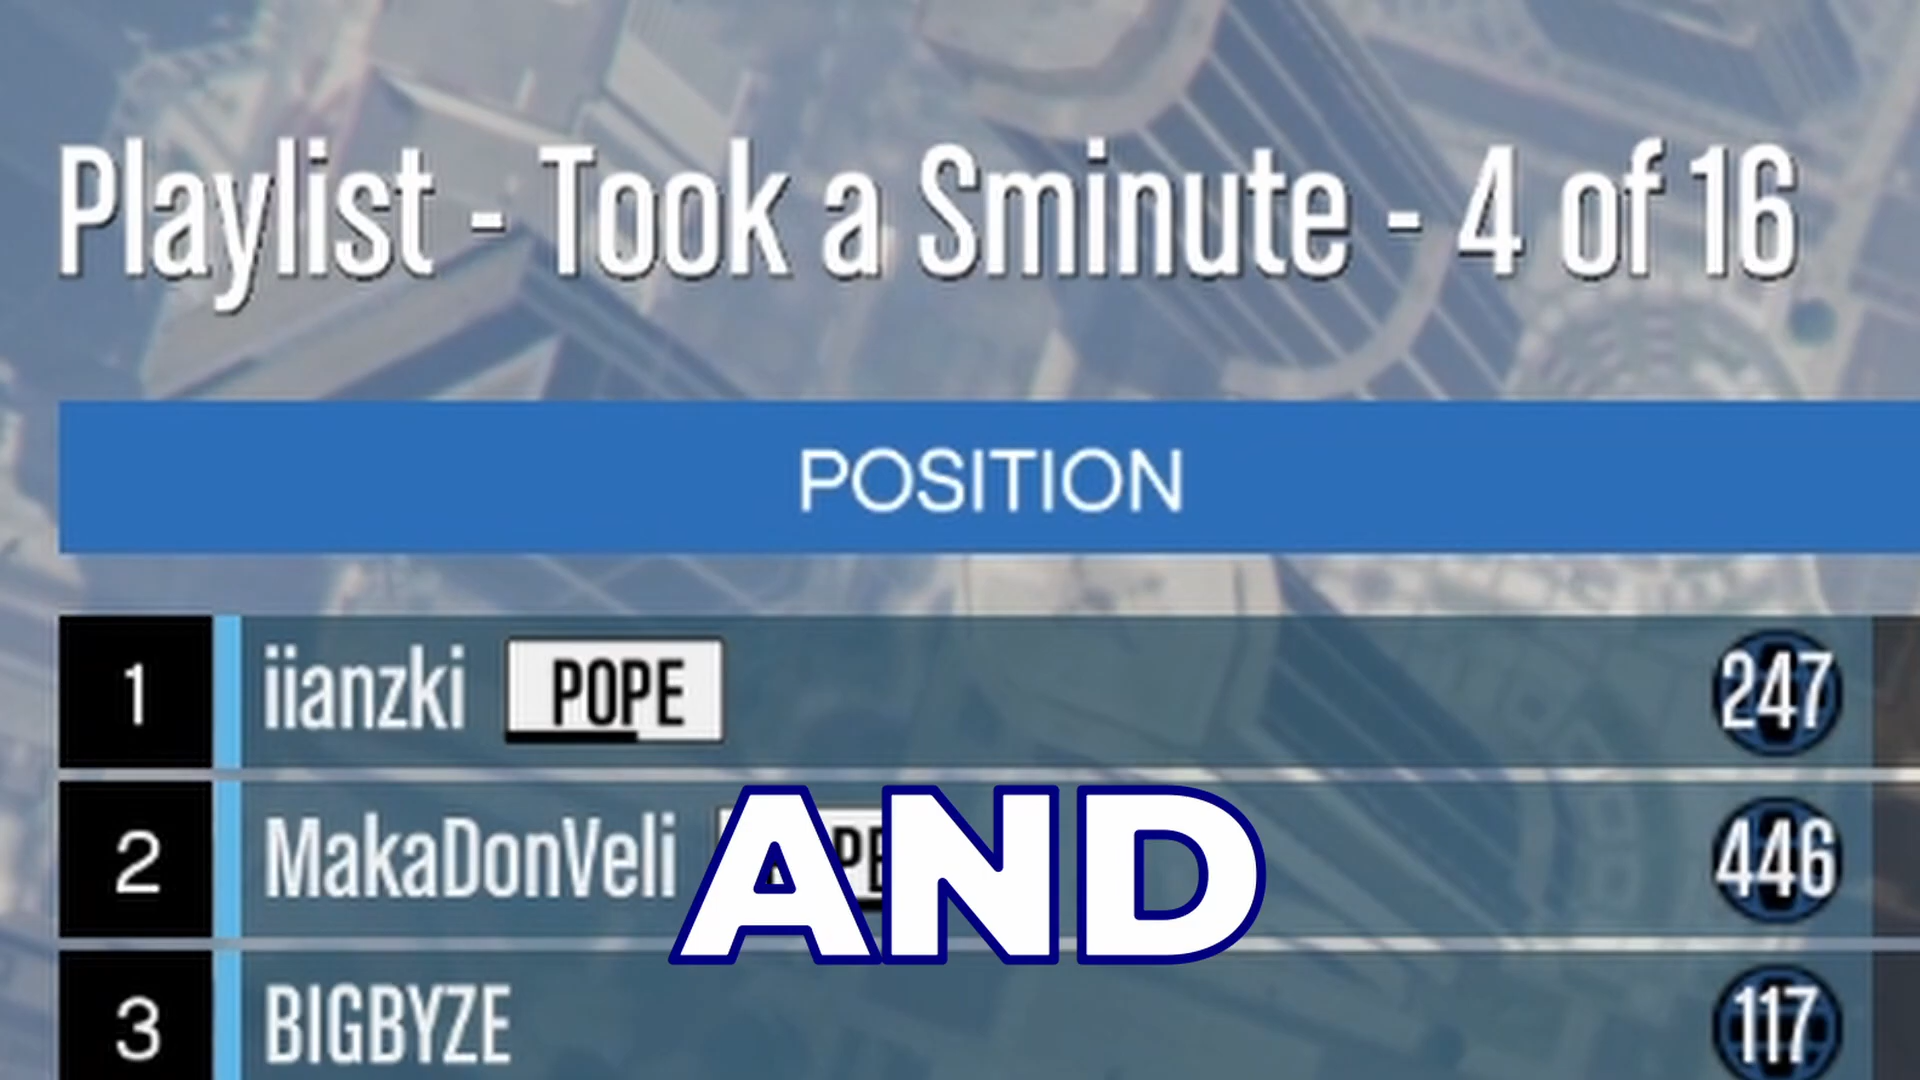 Playlist - Took a Sminute - 4 of 16
POSITION
1 iianzki POPE 247
2 MakaDonVeli 446
AND
3 BIGBYZE 117